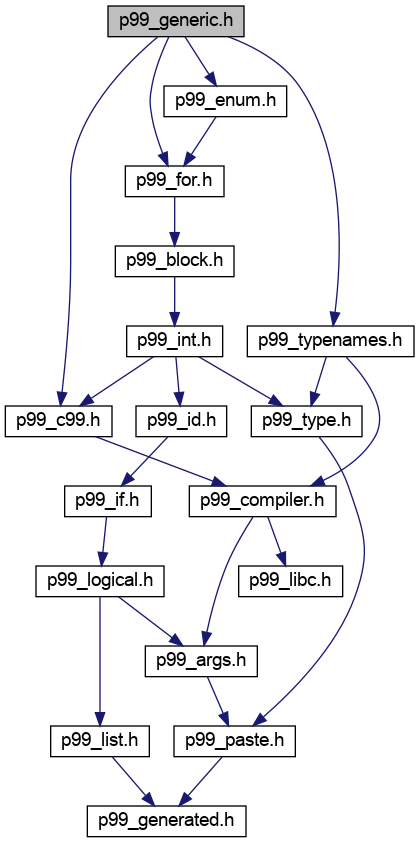 p99_generic.h
p99_enum.h
p99_for.h
p99_block.h
p99_int.h
p99_typenames.h
p99_c99.h
p99_id.h
p99_type.h
p99_if.h
p99_compiler.h
p99_logical.h
p99_libc.h
p99_args.h
p99_list.h
p99_paste.h
p99_generated.h